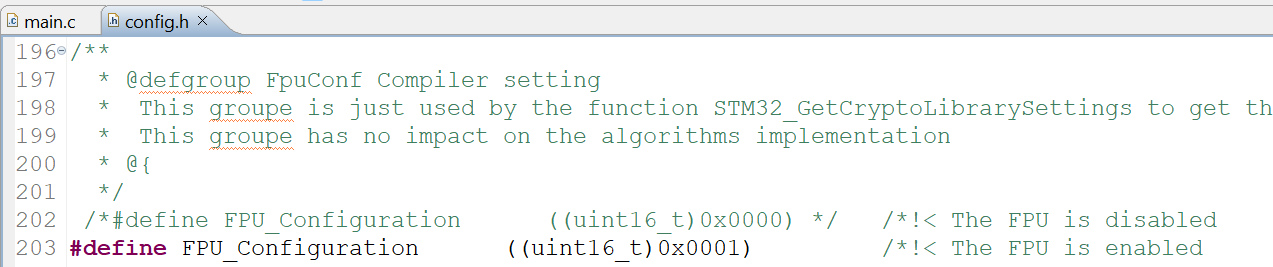 main.c config.h
196 /**
197 * @defgroup FpuConf Compiler setting
198 * This groupe is just used by the function STM32_GetCryptoLibrarySettings to get th
199 * This groupe has no impact on the algorithms implementation
200 * @{
201 */
202 /*#define FPU_Configuration ((uint16_t)0x0000) */ /*!< The FPU is disabled
203 #define FPU_Configuration ((uint16_t)0x0001) /*!< The FPU is enabled